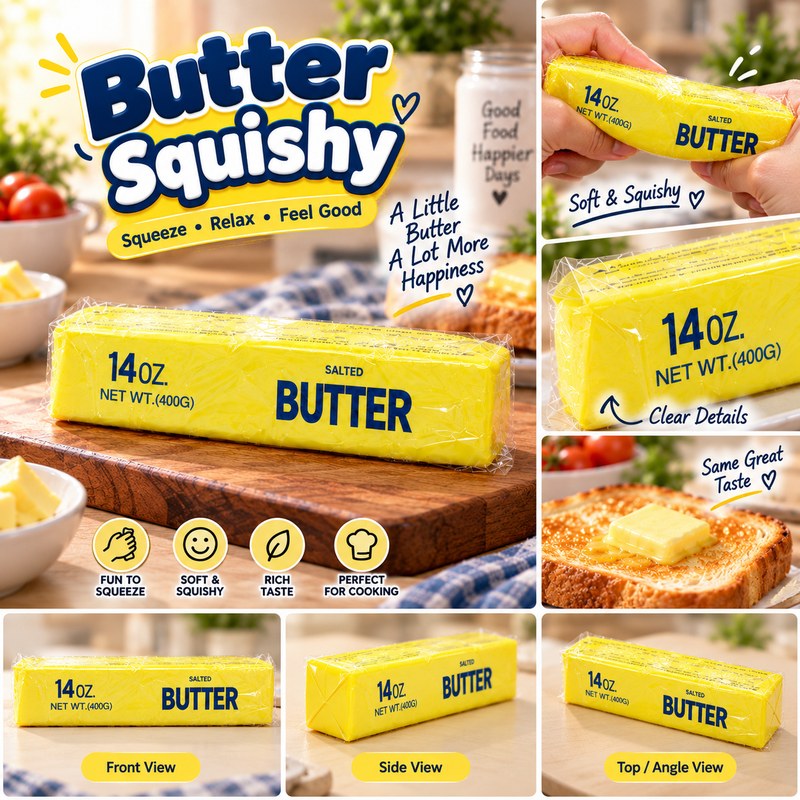 Butter
Squishy
Squeeze • Relax • Feel Good
Good
Food
Happier
Days
A Little
Butter
A Lot More
Happiness
14 OZ.
NET WT.(400G)
SALTED
BUTTER
FUN TO
SQUEEZE
SOFT &
SQUISHY
RICH
TASTE
PERFECT
FOR COOKING
14 OZ.
NET WT.(400G)
SALTED
BUTTER
Soft & Squishy
14 OZ.
NET WT.(400G)
Clear Details
Same Great
Taste
14 OZ.
NET WT.(400G)
SALTED
BUTTER
Front View
14 OZ.
NET WT.(400G)
SALTED
BUTTER
Side View
14 OZ.
NET WT.(400G)
SALTED
BUTTER
Top / Angle View